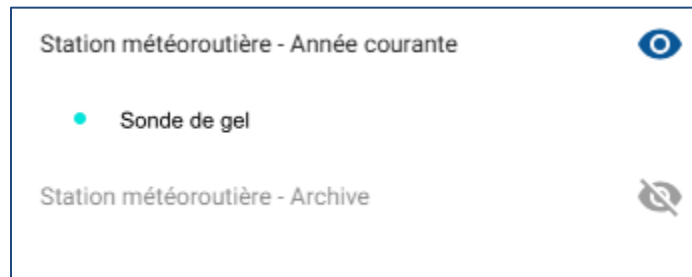 Station météoroutière - Année courante
Sonde de gel
Station météoroutière - Archive